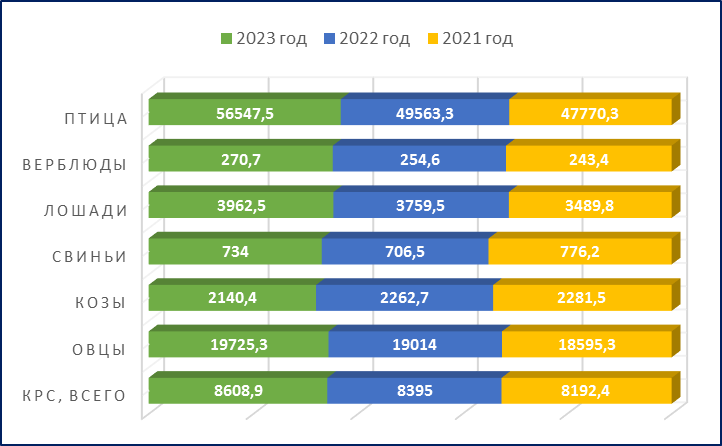 2023 год 2022 год 2021 год
ПТИЦА 56547,5 49563,3 47770,3
ВЕРБЛЮДЫ 270,7 254,6 243,4
ЛОШАДИ 3962,5 3759,5 3489,8
СВИНЬИ 734 706,5 776,2
КОЗЫ 2140,4 2262,7 2281,5
ОВЦЫ 19725,3 19014 18595,3
КРС, ВСЕГО 8608,9 8395 8192,4